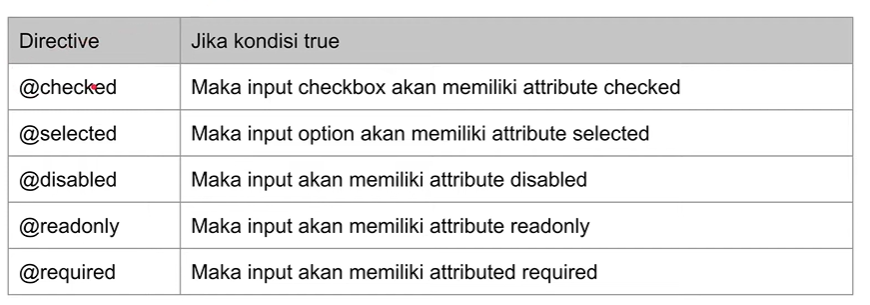 Directive Jika kondisi true
@checked Maka input checkbox akan memiliki attribute checked
@selected Maka input option akan memiliki attribute selected
@disabled Maka input akan memiliki attribute disabled
@readonly Maka input akan memiliki attribute readonly
@required Maka input akan memiliki attributed required